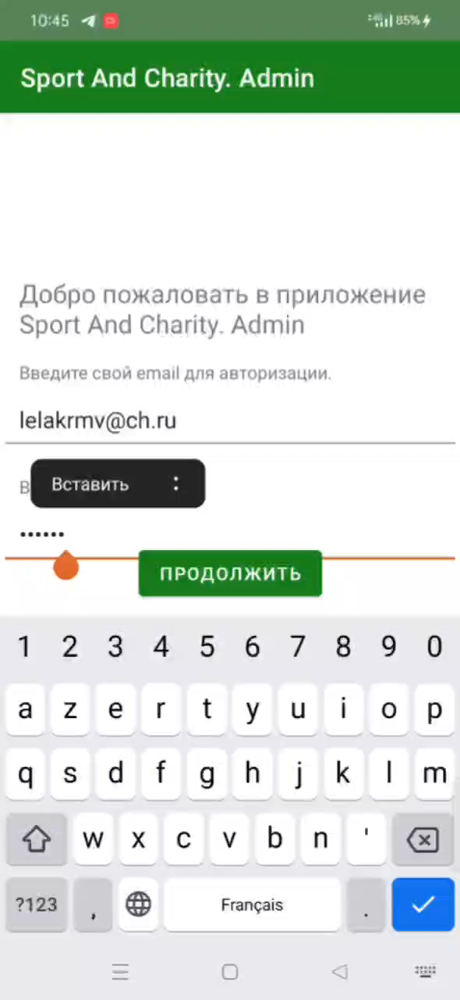 10:45 85%
Sport And Charity. Admin
Добро пожаловать в приложение
Sport And Charity. Admin
Введите свой email для авторизации.
lelakrmv@ch.ru
В
Вставить
••••••
ПРОДОЛЖИТЬ
1 2 3 4 5 6 7 8 9 0
a z e r t y u i o p
q s d f g h j k l m
w x c v b n '
?123 , Français .